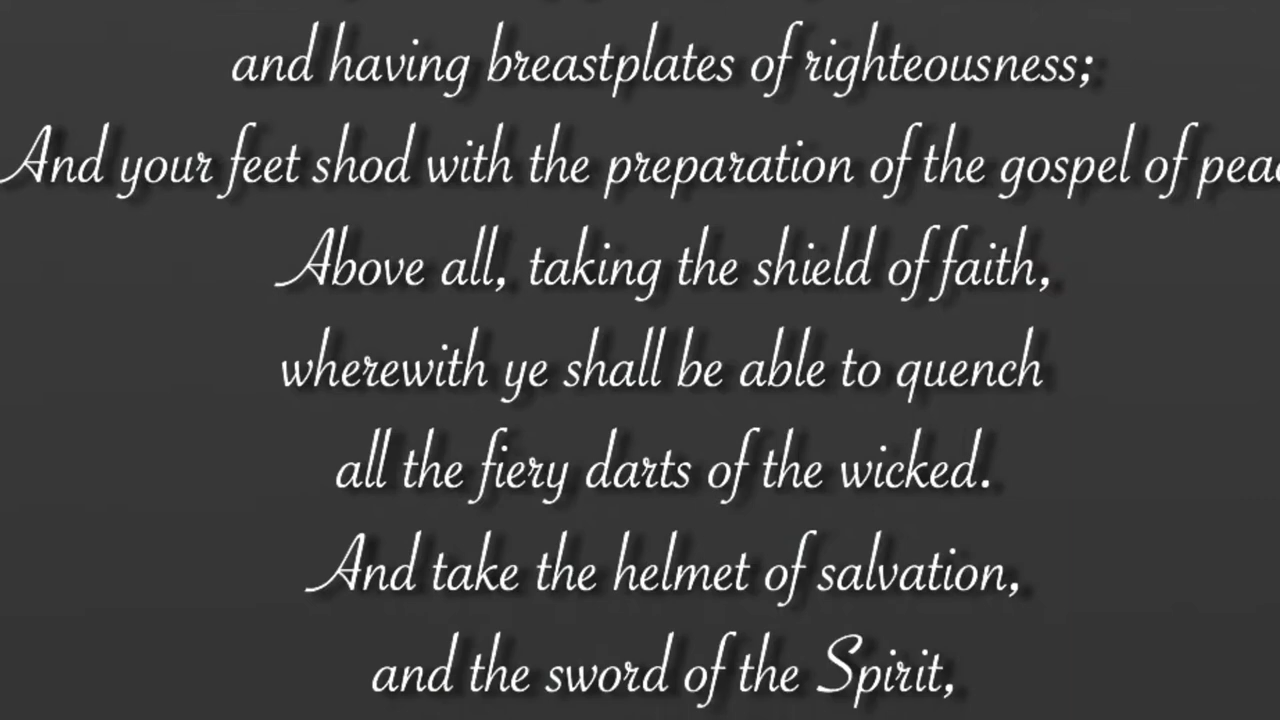 and having breastplates of righteousness;
And your feet shod with the preparation of the gospel of
Above all, taking the shield of faith,
wherewith ye shall be able to quench
all the fiery darts of the wicked.
And take the helmet of salvation,
and the sword of the Spirit,